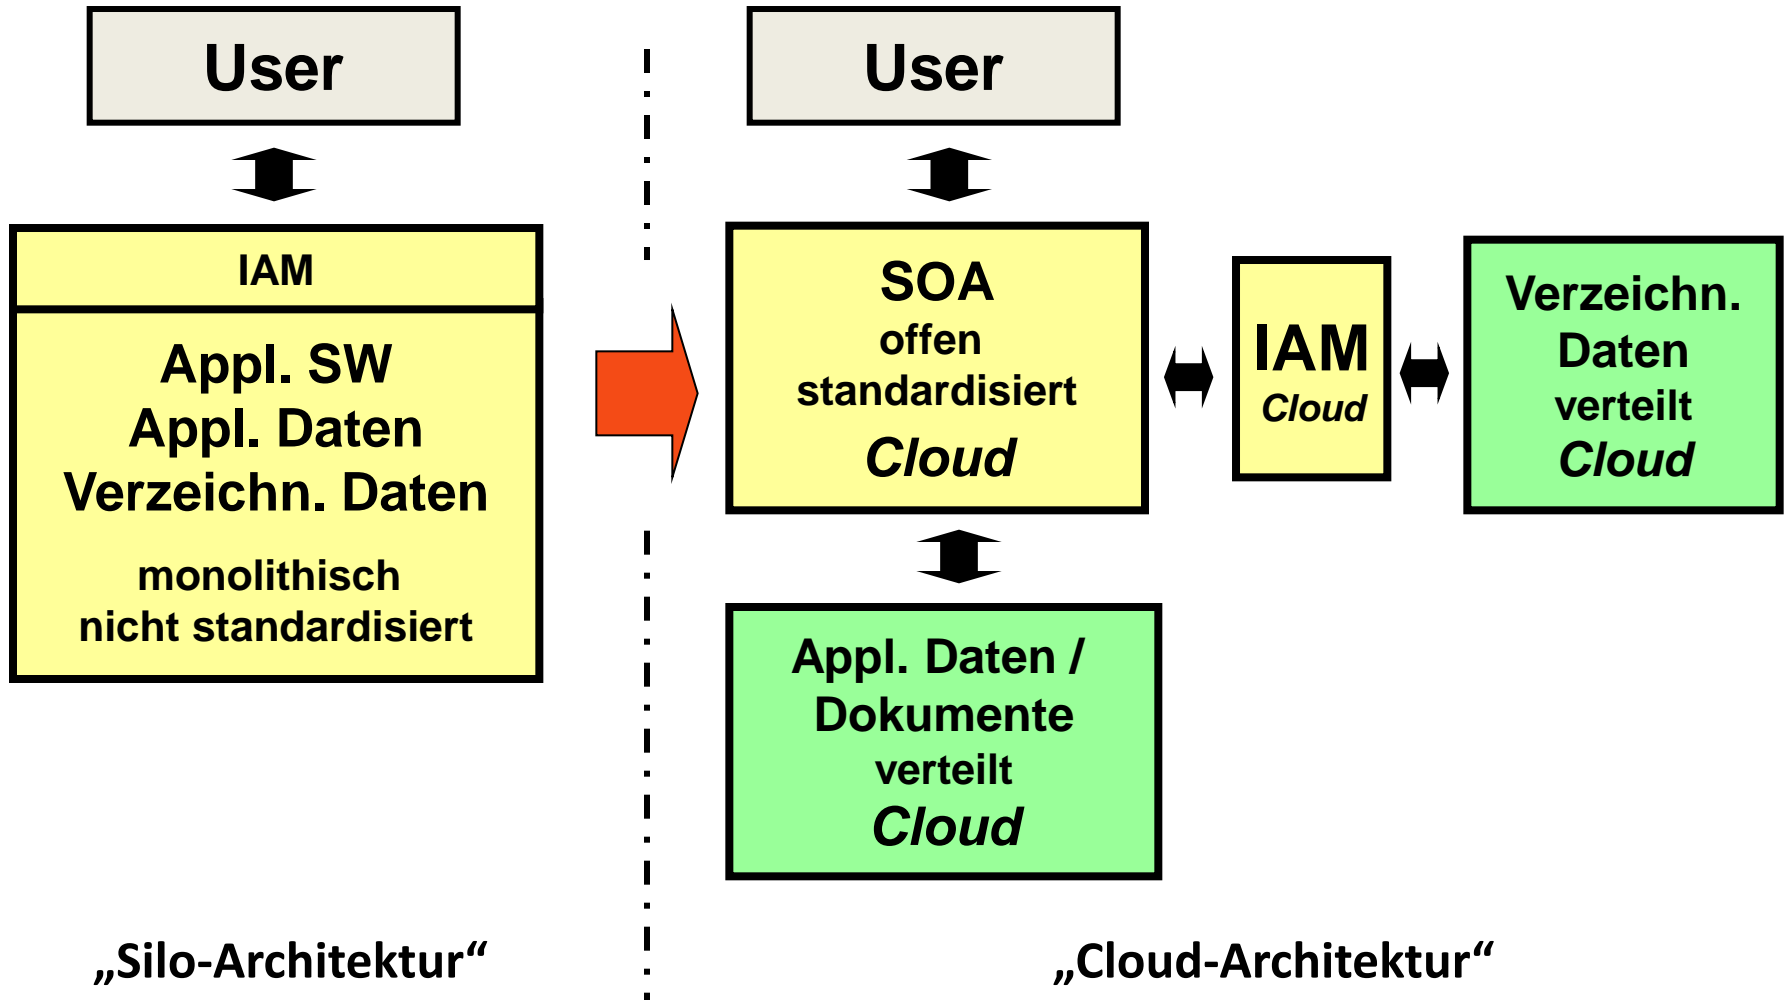 User
IAM
Appl. SW
Appl. Daten
Verzeichn. Daten
monolithisch
nicht standardisiert
„Silo-Architektur“
User
SOA
offen
standardisiert
Cloud
IAM
Cloud
Verzeichn.
Daten
verteilt
Cloud
Appl. Daten /
Dokumente
verteilt
Cloud
„Cloud-Architektur“